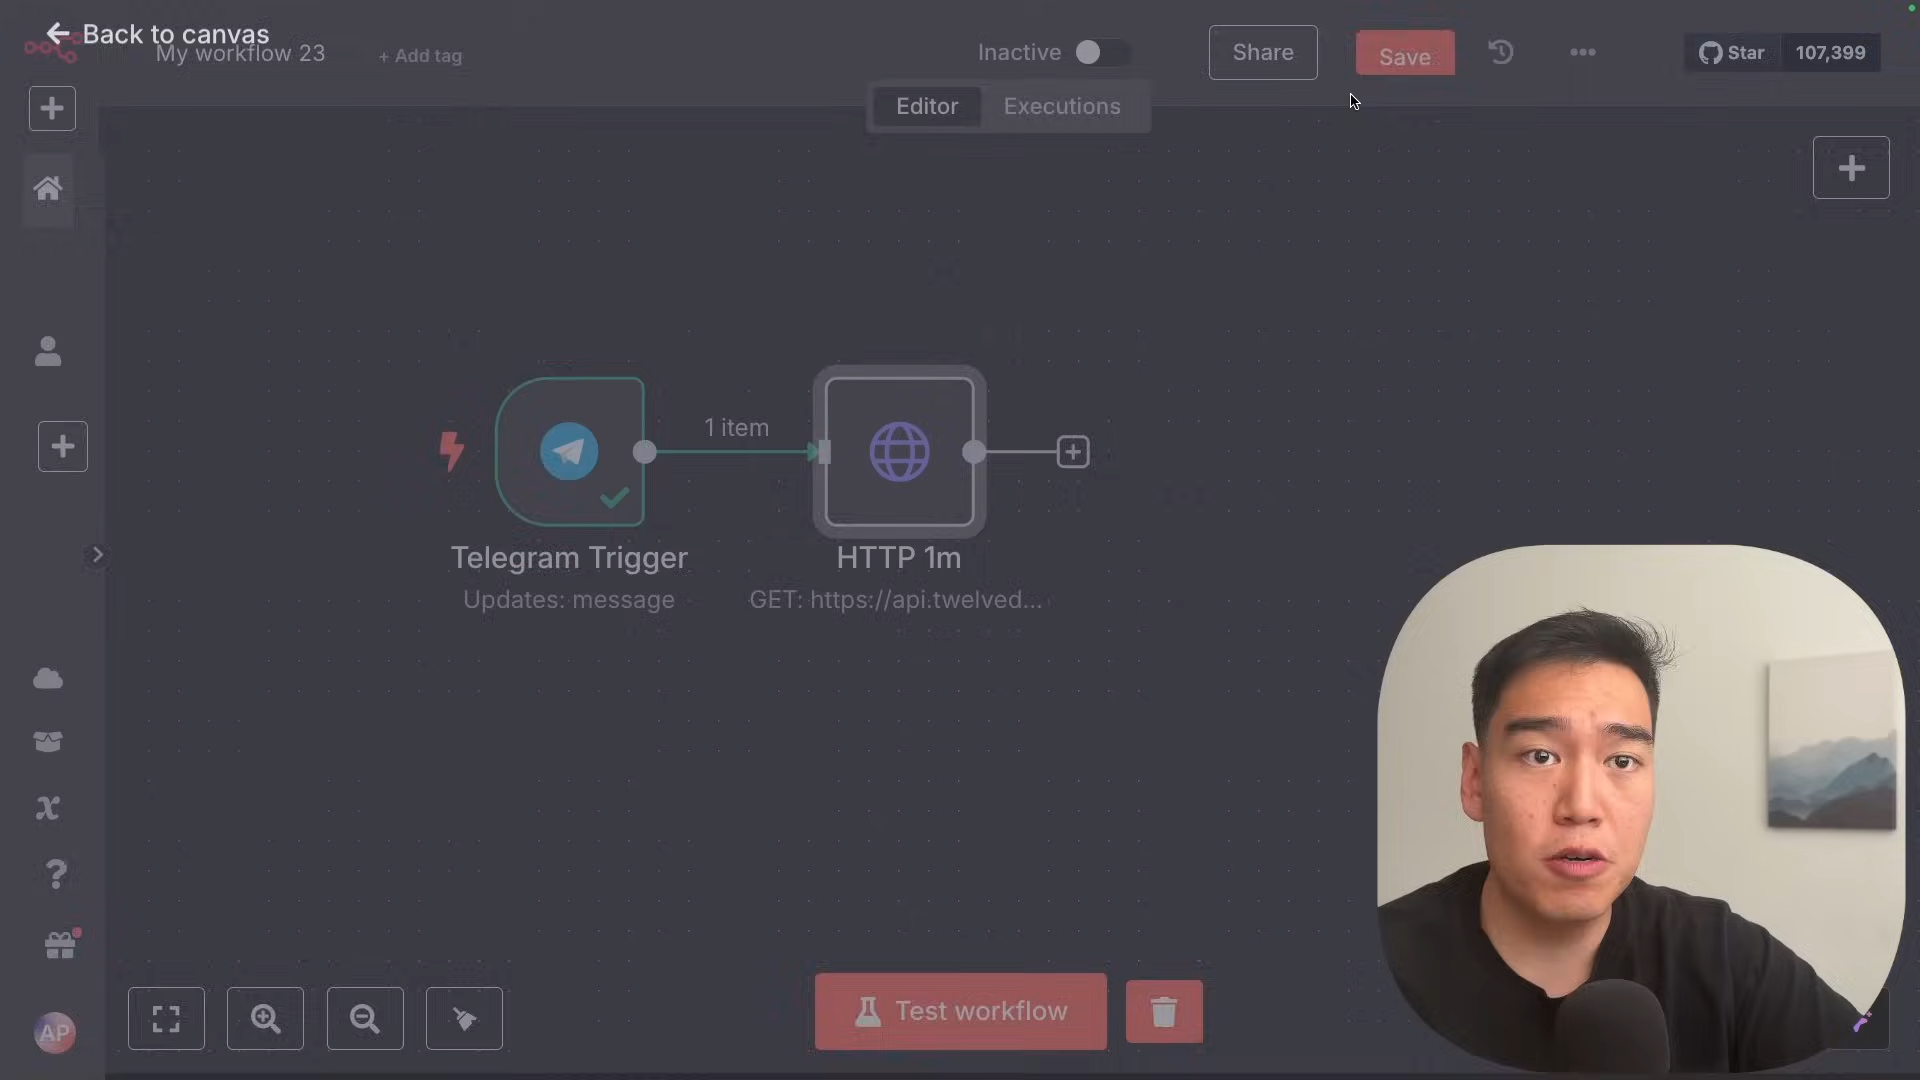 Back to canvas
My workflow 23
+ Add tag
Inactive
Share
Save
Star
107,399
Editor
Executions
1 item
Telegram Trigger
Updates: message
HTTP 1m
GET: https://api.twelved...
Test workflow
AP